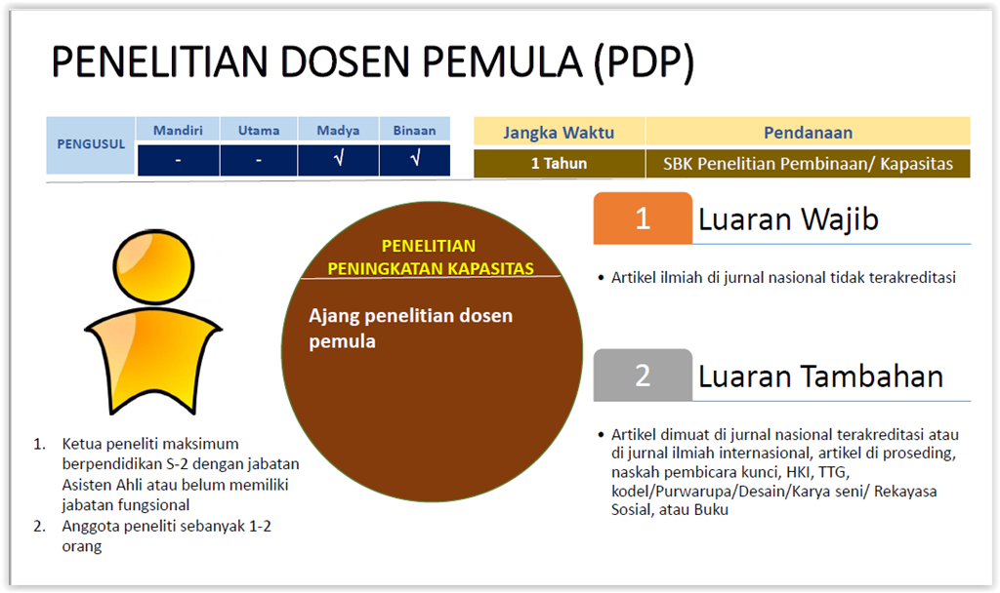 PENELITIAN DOSEN PEMULA (PDP)
PENGUSUL
Mandiri Utama Madya Binaan
- - √ √
Jangka Waktu Pendanaan
1 Tahun SBK Penelitian Pembinaan/ Kapasitas
1. Ketua peneliti maksimum
berpendidikan S-2 dengan jabatan
Asisten Ahli atau belum memiliki
jabatan fungsional
2. Anggota peneliti sebanyak 1-2
orang
PENELITIAN
PENINGKATAN KAPASITAS
Ajang penelitian dosen
pemula
1 Luaran Wajib
• Artikel ilmiah di jurnal nasional tidak terakreditasi
2 Luaran Tambahan
• Artikel dimuat di jurnal nasional terakreditasi atau
di jurnal ilmiah internasional, artikel di proseding,
naskah pembicara kunci, HKI, TTG,
kodel/Purwarupa/Desain/Karya seni/ Rekayasa
Sosial, atau Buku